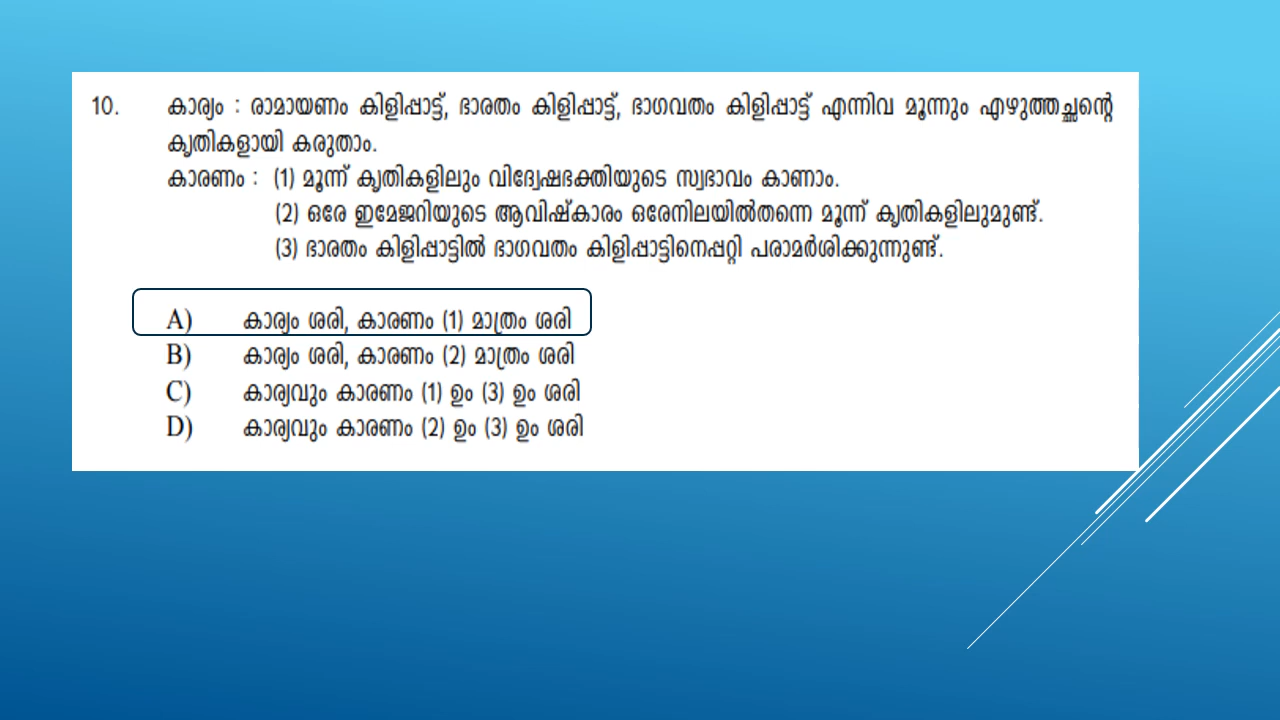 10. കാര്യം : രാമായണം കിളിപ്പാട്ട്, ഭാരതം കിളിപ്പാട്ട്, ഭാഗവതം കിളിപ്പാട്ട് എന്നിവ മൂന്നും എഴുത്തച്ഛന്റെ
കൃതികളായി കരുതാം.
കാരണം : (1) മൂന്ന് കൃതികളിലും വിദ്വേഷഭക്തിയുടെ സ്വഭാവം കാണാം.
(2) ഒരേ ഇമേജറിയുടെ ആവിഷ്കാരം ഒരേനിലയിൽതന്നെ മൂന്ന് കൃതികളിലുമുണ്ട്.
(3) ഭാരതം കിളിപ്പാട്ടിൽ ഭാഗവതം കിളിപ്പാട്ടിനെപ്പറ്റി പരാമർശിക്കുന്നുണ്ട്.
A) കാര്യം ശരി, കാരണം (1) മാത്രം ശരി
B) കാര്യം ശരി, കാരണം (2) മാത്രം ശരി
C) കാര്യവും കാരണം (1) ഉം (3) ഉം ശരി
D) കാര്യവും കാരണം (2) ഉം (3) ഉം ശരി